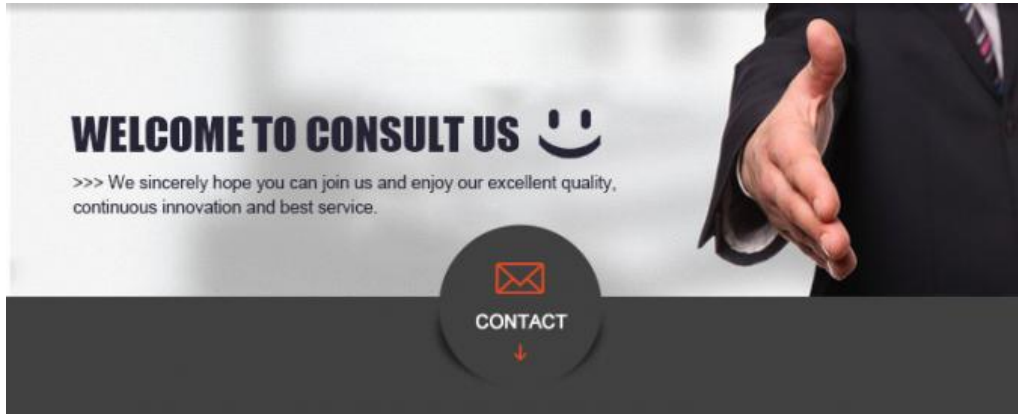 WELCOME TO CONSULT US
>>> We sincerely hope you can join us and enjoy our excellent quality,
continuous innovation and best service.
CONTACT